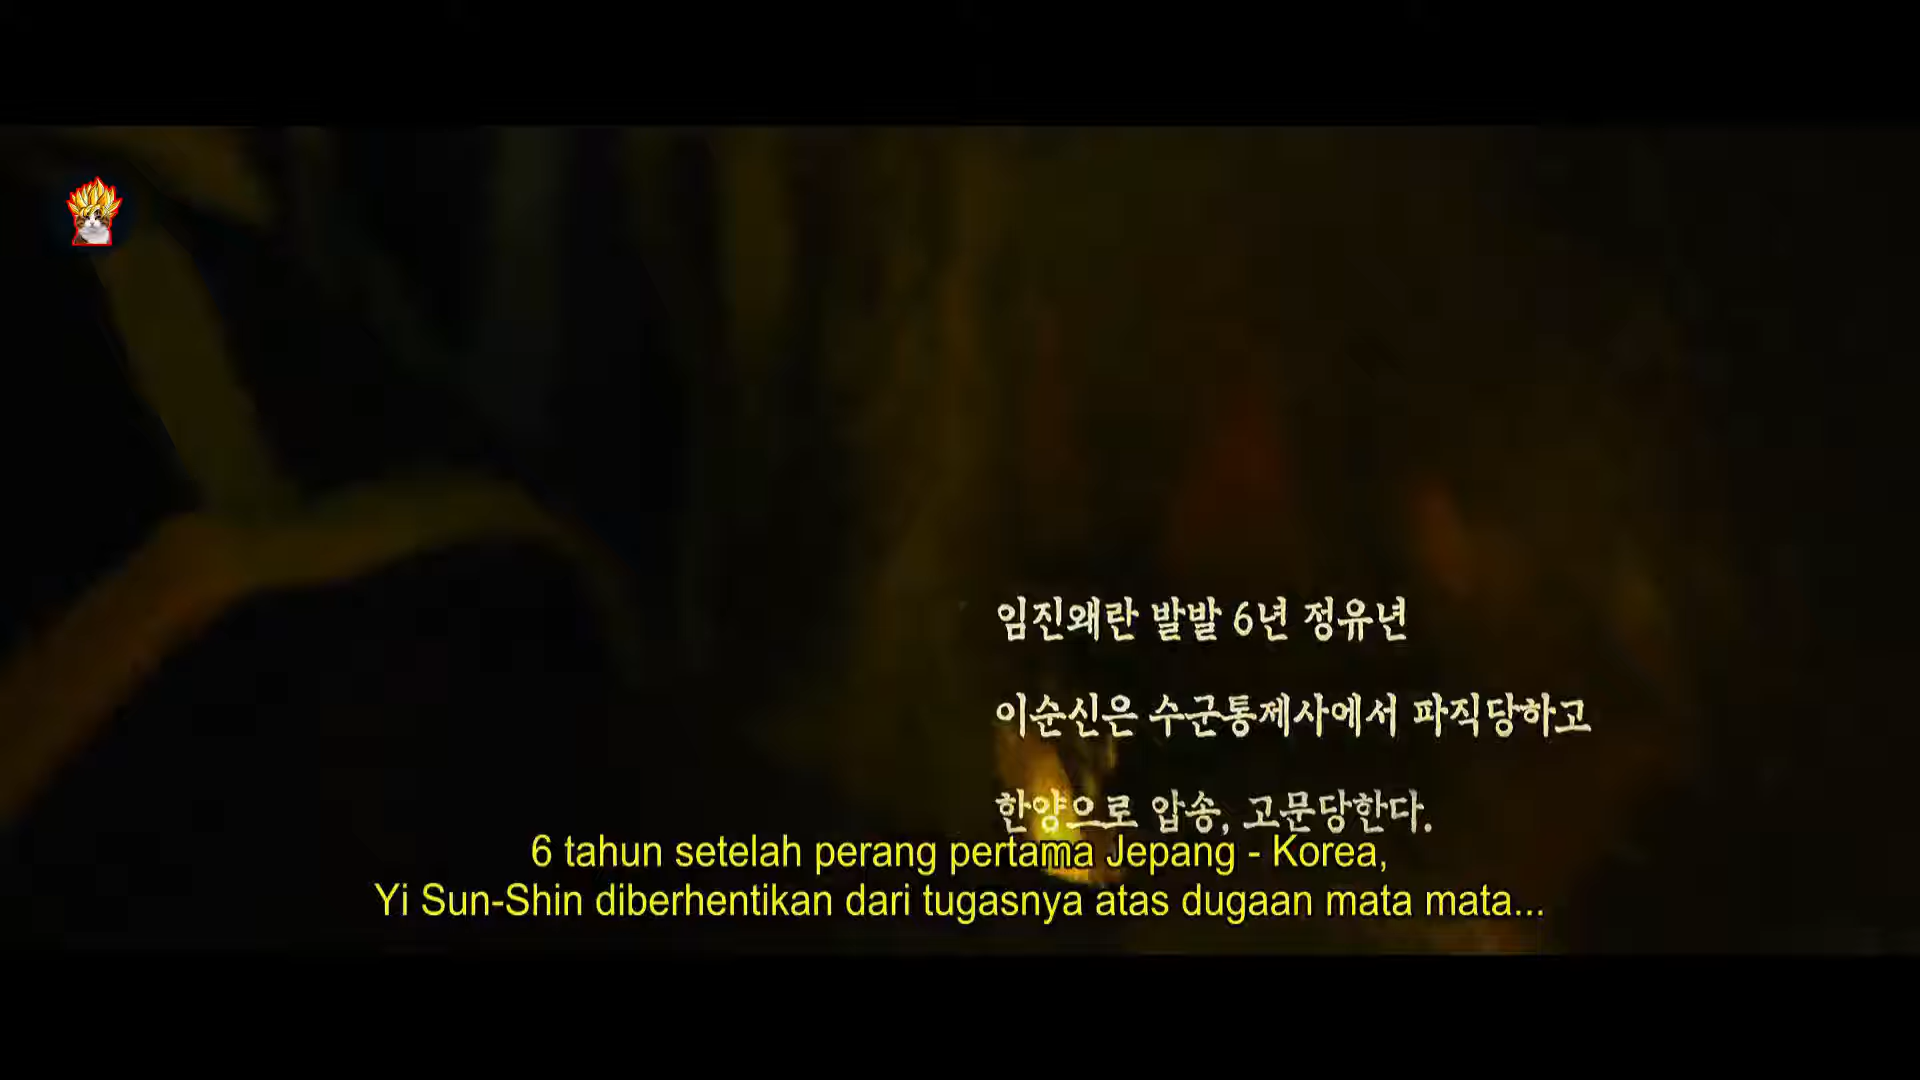 임진왜란 발발 6년 정유년
이순신은 수군통제사에서 파직당하고
한양으로 압송, 고문당한다.
6 tahun setelah perang pertama Jepang - Korea,
Yi Sun-Shin diberhentikan dari tugasnya atas dugaan mata mata...